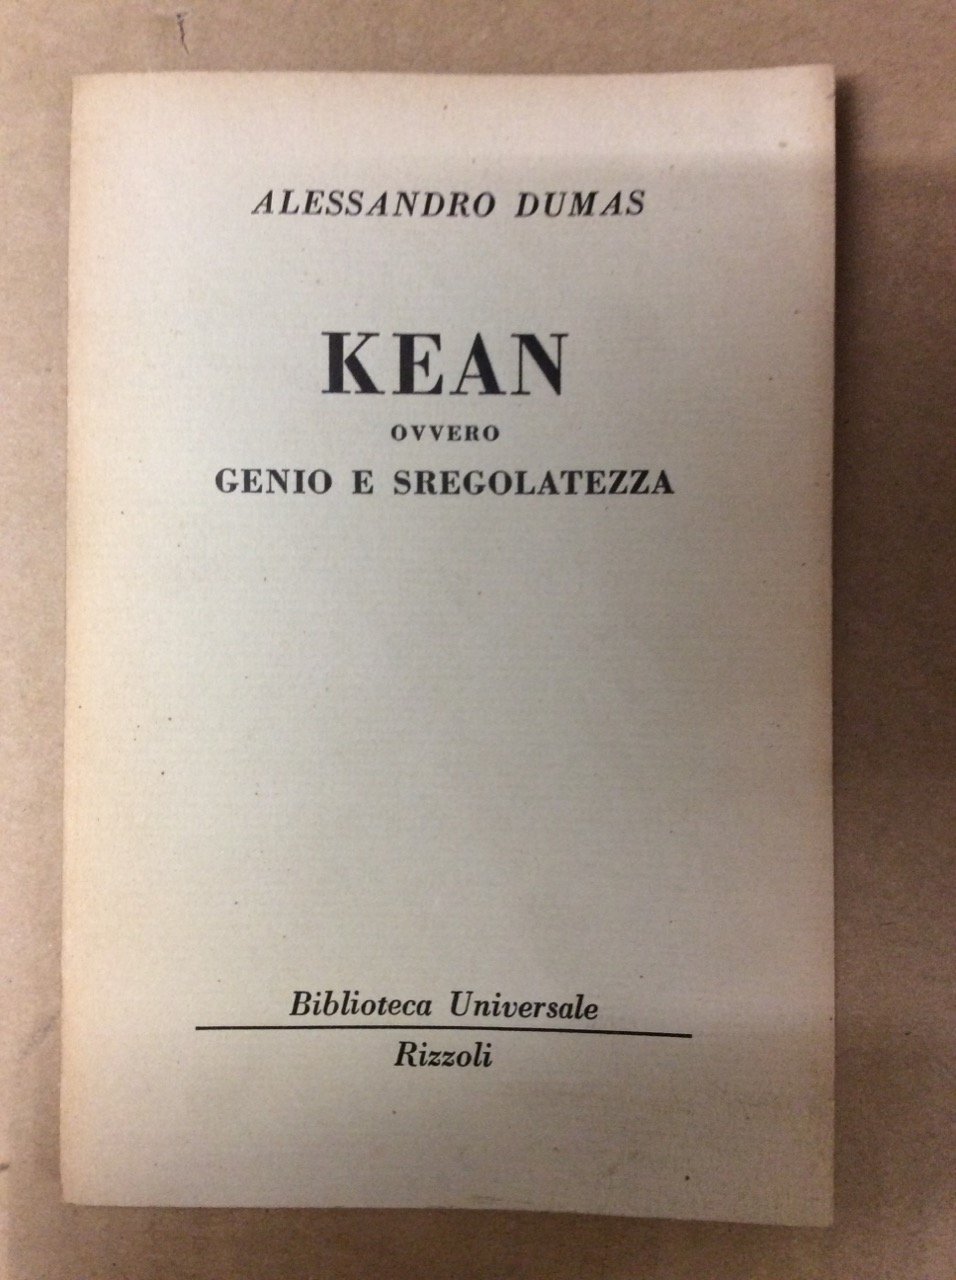 ALESSANDRO DUMAS
KEAN
OVVERO
GENIO E SREGOLATEZZA
Biblioteca Universale
Rizzoli